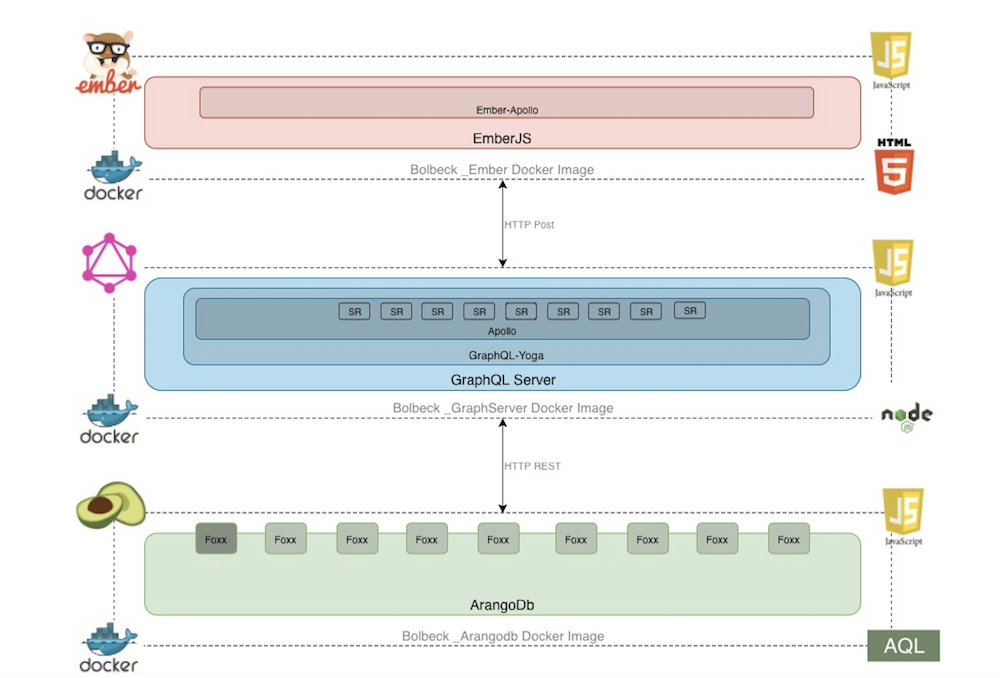 ember
JS
JavaScript
Ember-Apollo
EmberJS
HTML
5
docker
Bolbeck _Ember Docker Image
HTTP Post
JS
JavaScript
SR SR SR SR SR SR SR SR SR
Apollo
GraphQL-Yoga
GraphQL Server
docker
Bolbeck _GraphServer Docker Image
node
JS
HTTP REST
JS
JavaScript
Foxx Foxx Foxx Foxx Foxx Foxx Foxx Foxx Foxx
ArangoDb
docker
Bolbeck _Arangodb Docker Image
AQL